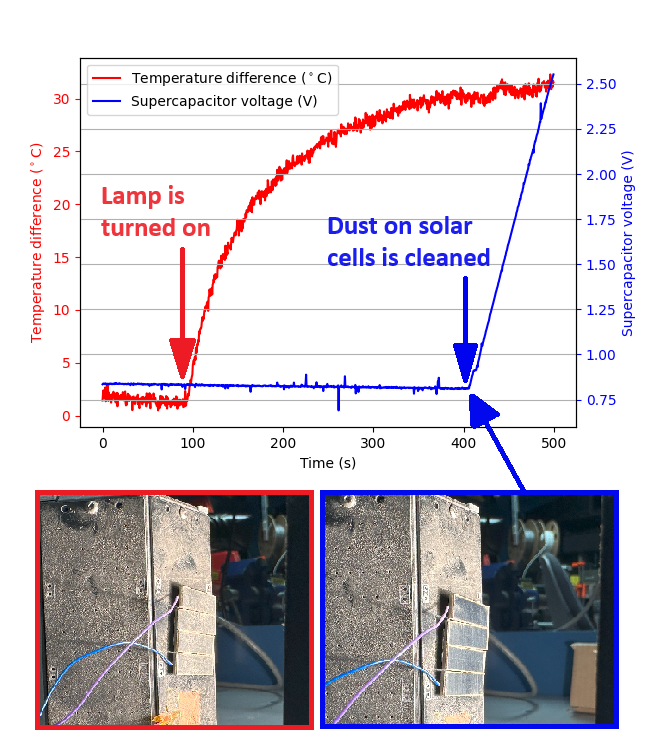 Temperature difference (°C)
Supercapacitor voltage (V)
Lamp is
turned on
Dust on solar
cells is cleaned
Temperature difference (°C)
30
25
20
15
10
5
0
Supercapacitor voltage (V)
2.50
2.25
2.00
1.75
1.50
1.25
1.00
0.75
0 100 200 300 400 500
Time (s)